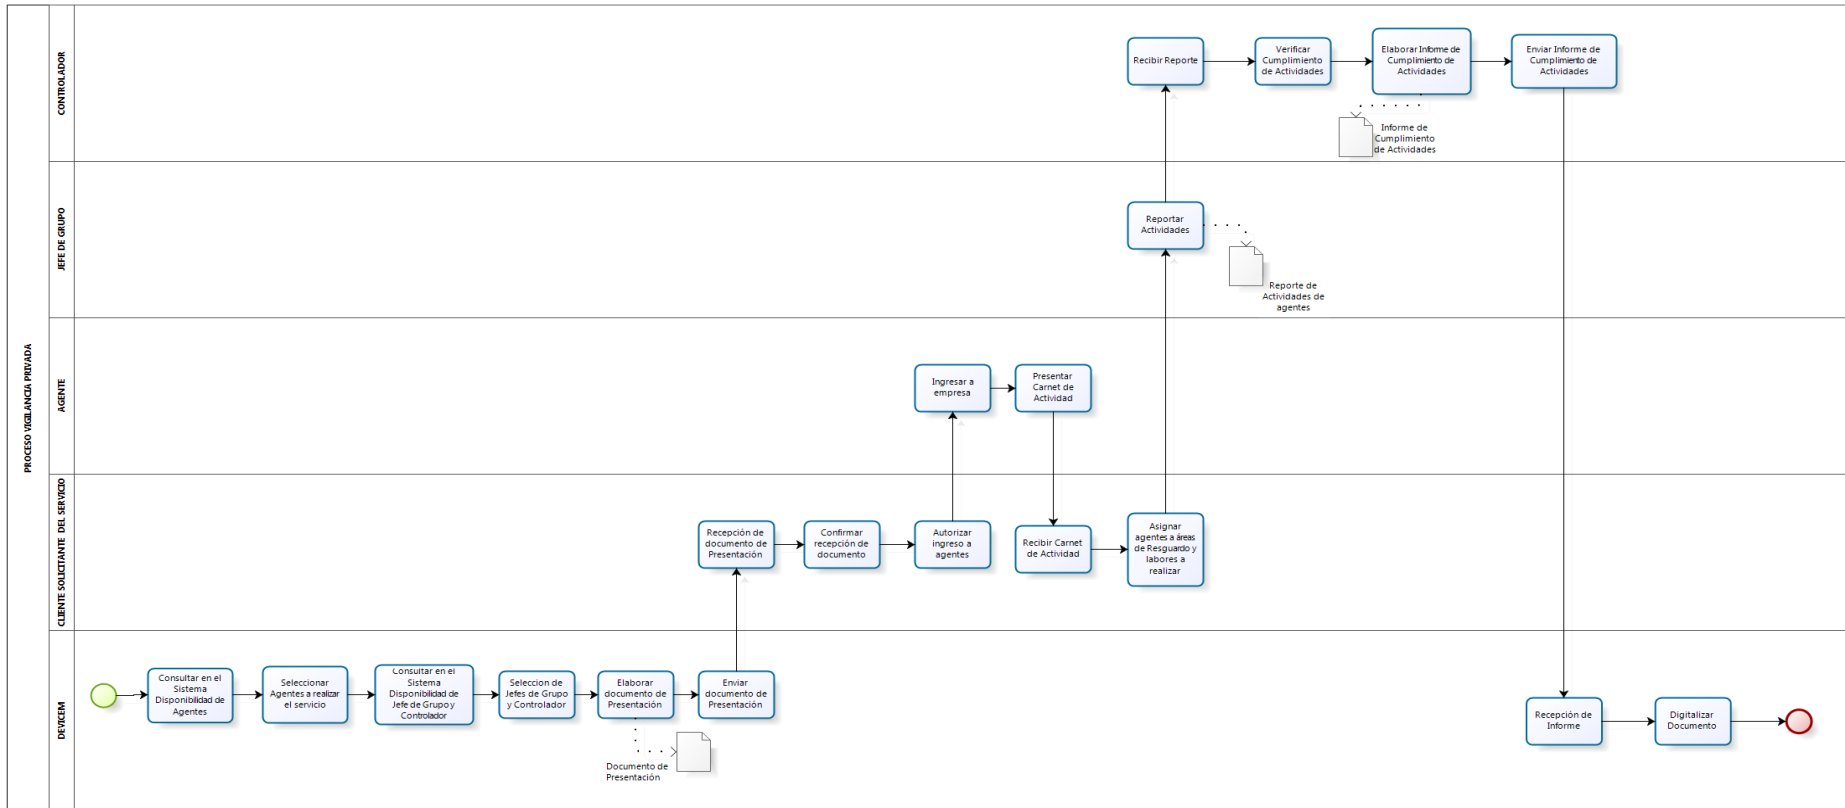 PROCESO VIGILANCIA PRIVADA
CONTROLADOR
Recibir Reporte
Verificar
Cumplimiento
de Actividades
Elaborar Informe de
Cumplimiento de
Actividades
Enviar Informe de
Cumplimiento de
Actividades
Informe de
Cumplimiento
de Actividades
JEFE DE GRUPO
Reportar
Actividades
Reporte de
Actividades de
agentes
AGENTE
Ingresar a
empresa
Presentar
Carnet de
Actividad
CLIENTE SOLICITANTE DEL SERVICIO
Recepción de
documento de
Presentación
Confirmar
recepción de
documento
Autorizar
ingreso a
agentes
Recibir Carnet
de Actividad
Asignar
agentes a áreas
de Resguardo y
labores a
realizar
DEVICEM
Consultar en el
Sistema
Disponibilidad de
Agentes
Seleccionar
Agentes a realizar
el servicio
Consultar en el
Sistema
Disponibilidad de
Jefe de Grupo y
Controlador
Seleccion de
Jefes de Grupo
y Controlador
Elaborar
documento de
Presentación
Enviar
documento de
Presentación
Documento de
Presentación
Recepción de
Informe
Digitalizar
Documento